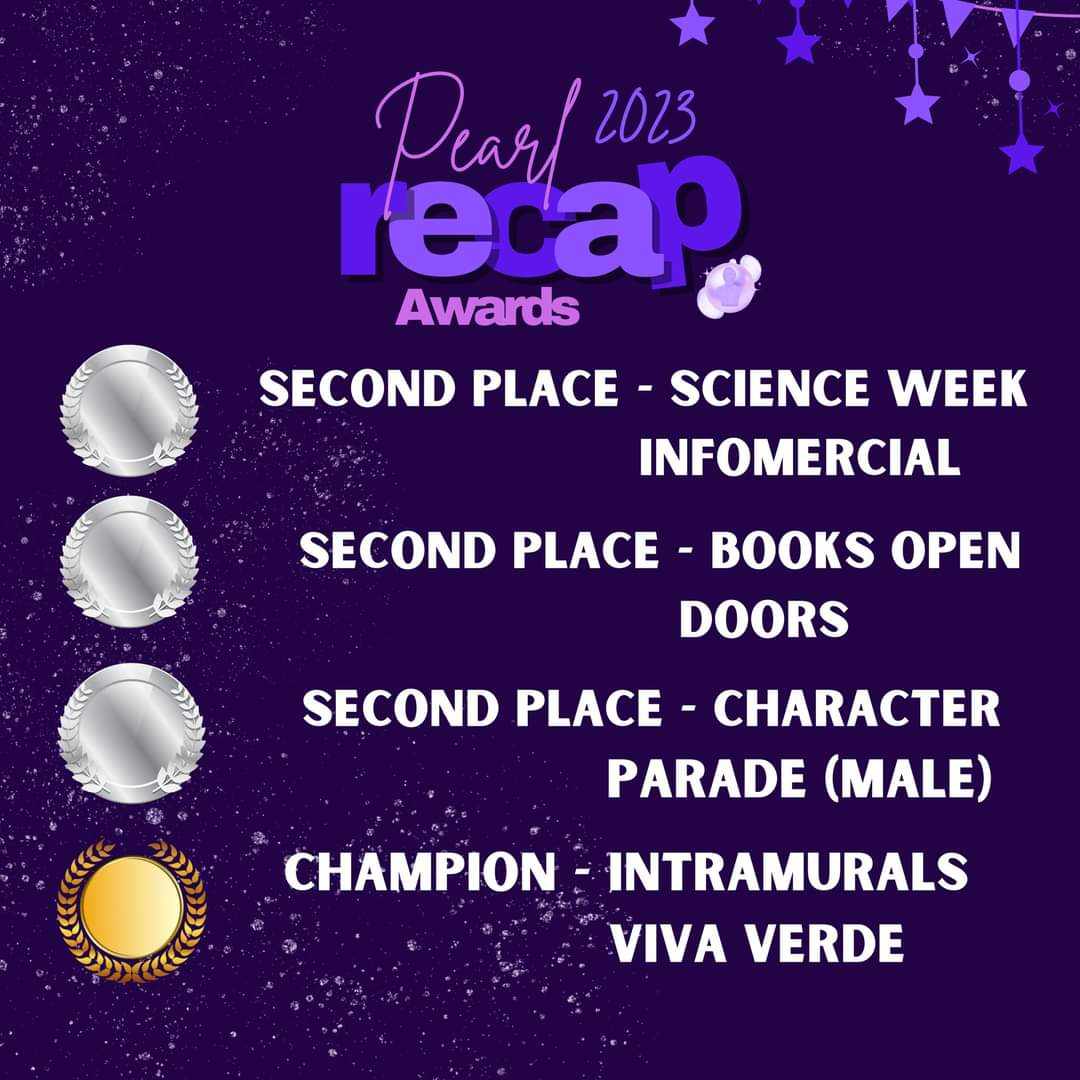 Pearl 2023
recap
Awards
SECOND PLACE - SCIENCE WEEK
INFOMERCIAL
SECOND PLACE - BOOKS OPEN
DOORS
SECOND PLACE - CHARACTER
PARADE (MALE)
CHAMPION - INTRAMURALS
VIVA VERDE